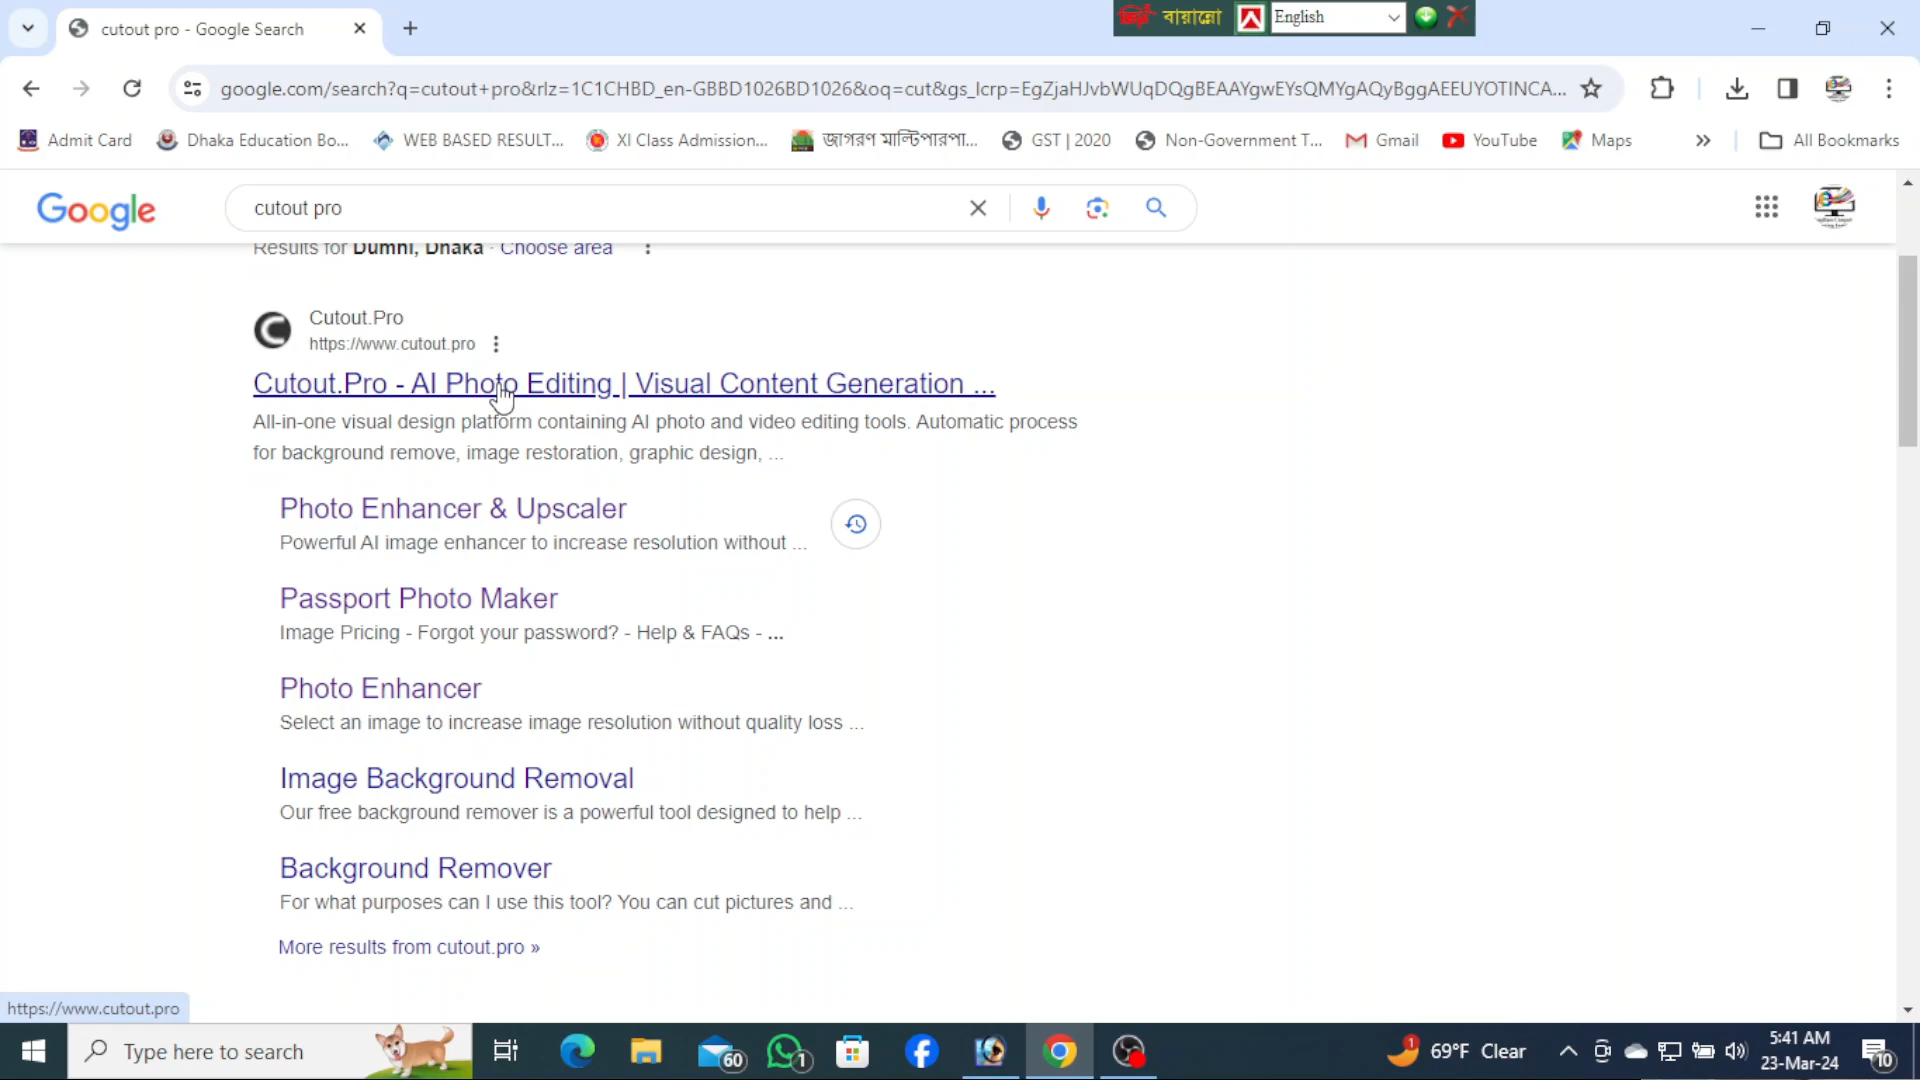 cutout pro - Google Search
বায়ান্নো
English
google.com/search?q=cutout+pro&rlz=1C1CHBD_en-GBBD1026BD1026&oq=cut&gs_lcrp=EgZjaHJvbWUqDQgBEAAYgwEYsQMYgAQyBggAEEUYOTINCA...
Admit Card
Dhaka Education Bo...
WEB BASED RESULT...
XI Class Admission...
জাগরণ মাল্টিপারপা...
GST | 2020
Non-Government T...
Gmail
YouTube
Maps
All Bookmarks
Google
cutout pro
Results for Dumni, Dhaka · Choose area
Cutout.Pro
https://www.cutout.pro
Cutout.Pro - AI Photo Editing | Visual Content Generation ...
All-in-one visual design platform containing AI photo and video editing tools. Automatic process
for background remove, image restoration, graphic design, ...
Photo Enhancer & Upscaler
Powerful AI image enhancer to increase resolution without ...
Passport Photo Maker
Image Pricing - Forgot your password? - Help & FAQs - ...
Photo Enhancer
Select an image to increase image resolution without quality loss ...
Image Background Removal
Our free background remover is a powerful tool designed to help ...
Background Remover
For what purposes can I use this tool? You can cut pictures and ...
More results from cutout.pro »
https://www.cutout.pro
Type here to search
60
1
1
69°F Clear
5:41 AM
23-Mar-24
10